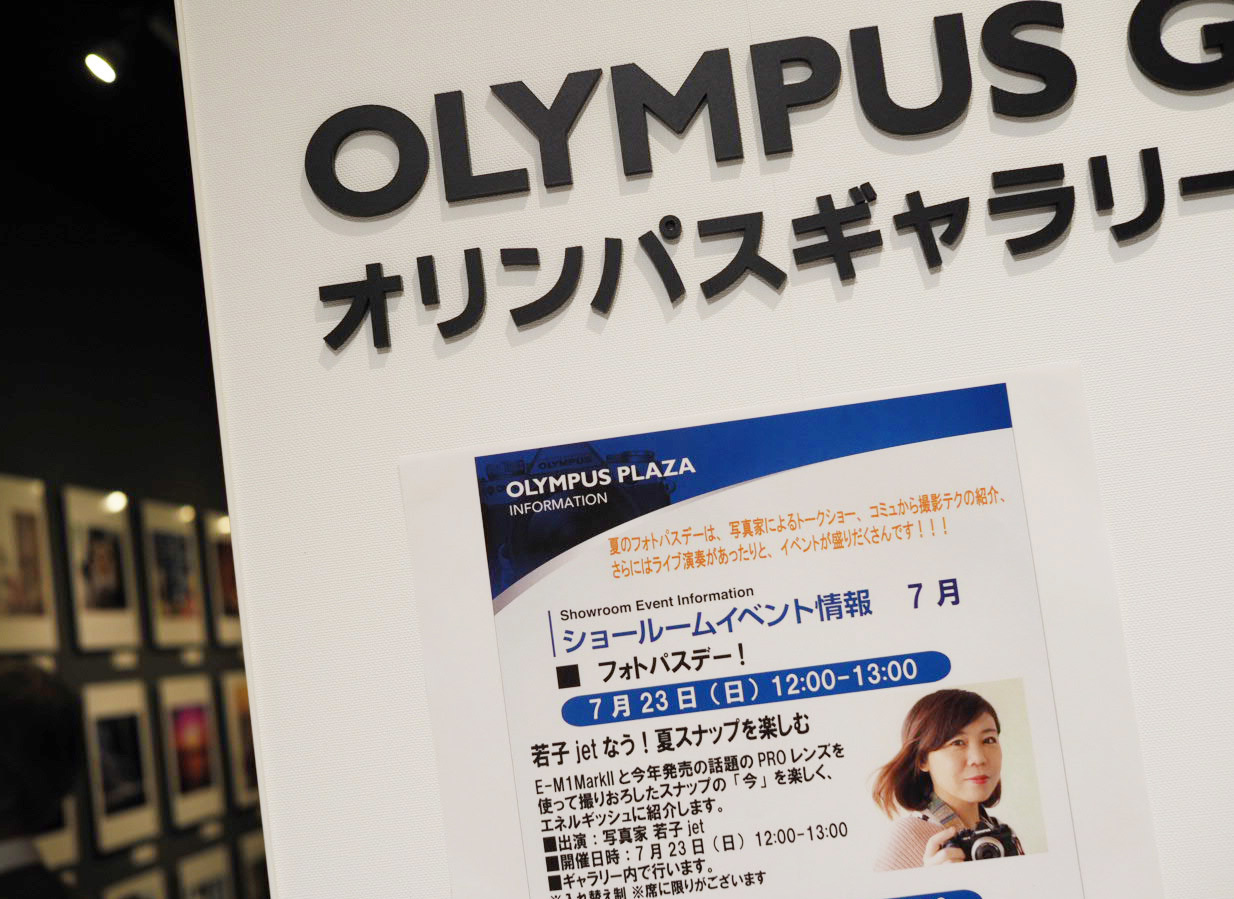 OLYMPUS G
オリンパスギャラリー
OLYMPUS
OLYMPUS PLAZA
INFORMATION
夏のフォトパスデーは、写真家によるトークショー、コミュから撮影テクの紹介、
さらにはライブ演奏があったりと、イベントが盛りだくさんです！！！
Showroom Event Information
ショールームイベント情報 7 月
■ フォトパスデー！
7 月 23 日（日）12:00-13:00
若子 jet なう！夏スナップを楽しむ
E-M1MarkII と今年発売の話題の PRO レンズを
使って撮りおろしたスナップの「今」を楽しく、
エネルギッシュに紹介します。
■出演：写真家 若子 jet
■開催日時：7 月 23 日（日）12:00-13:00
■ギャラリー内で行います。
※入れ替え制 ※席に限りがございます